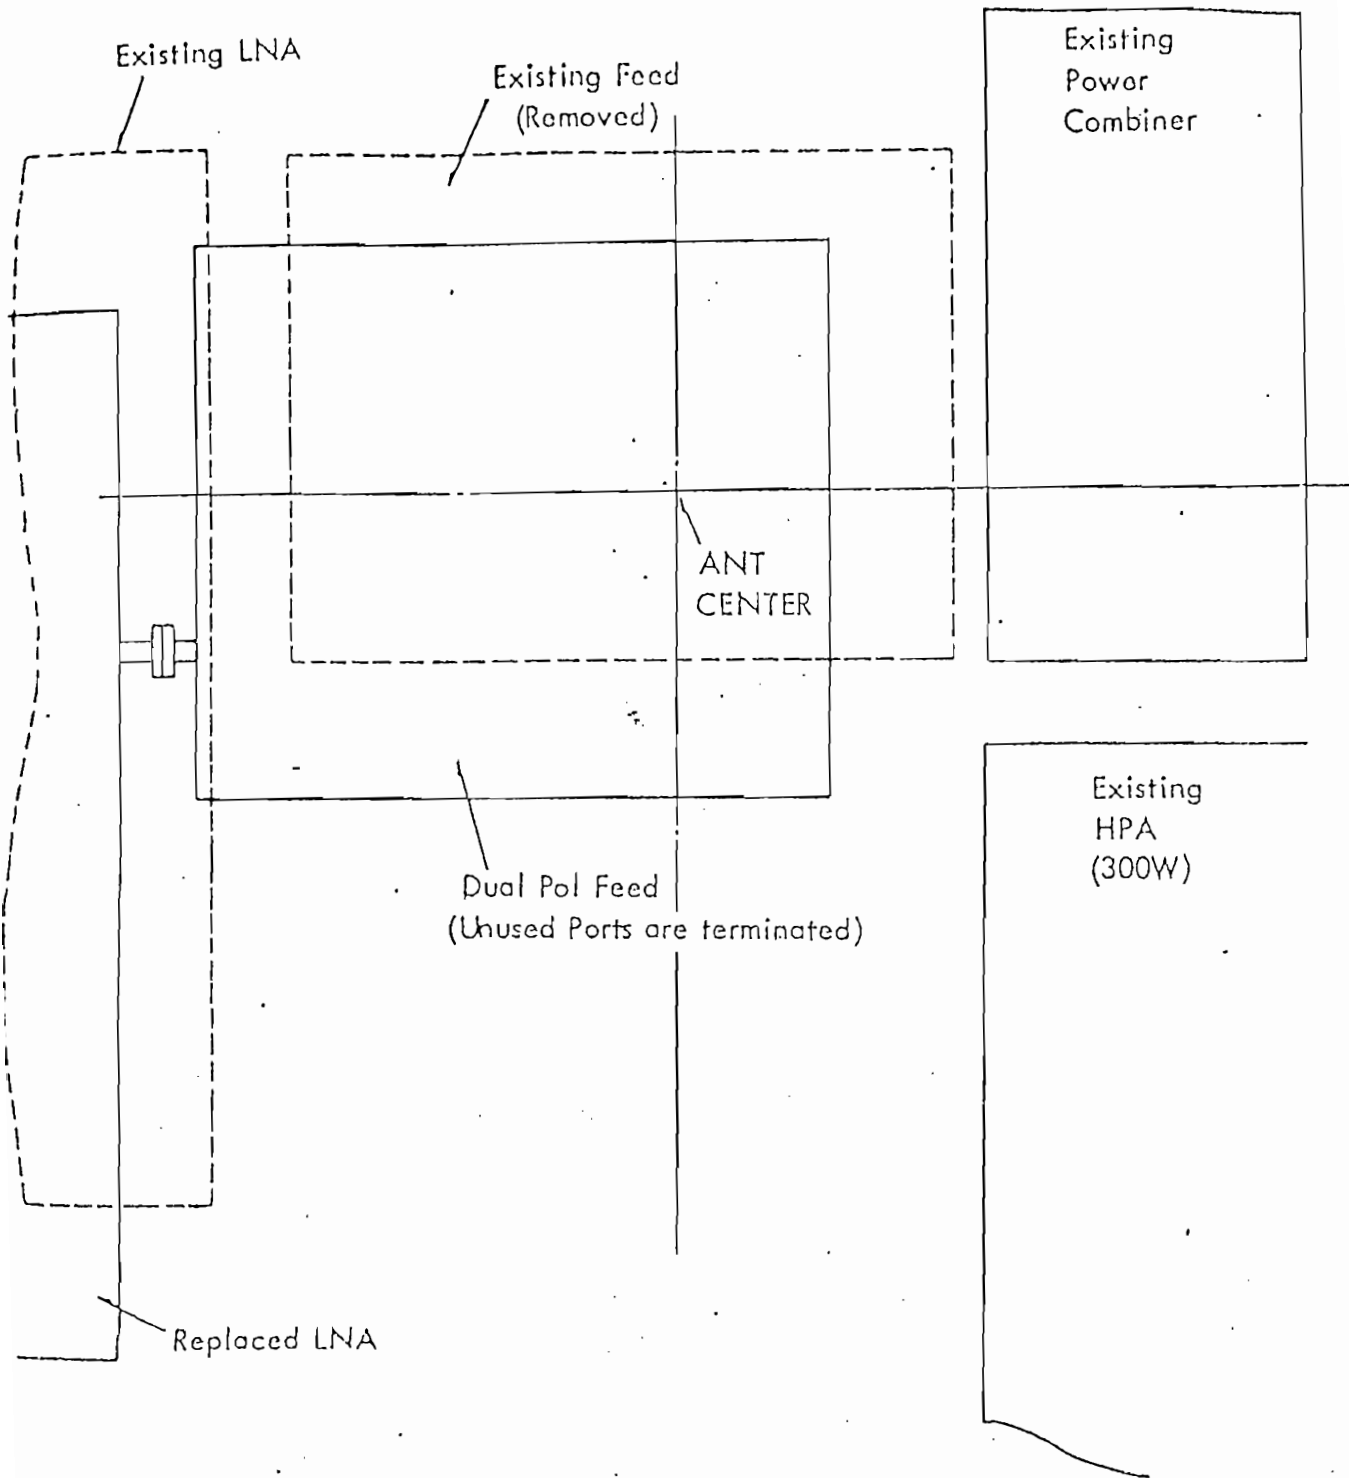 Existing LNA
Existing Feed
(Removed)
Existing
Power
Combiner
ANT
CENTER
Existing
HPA
(300W)
Dual Pol Feed
(Unused Ports are terminated)
Replaced LNA